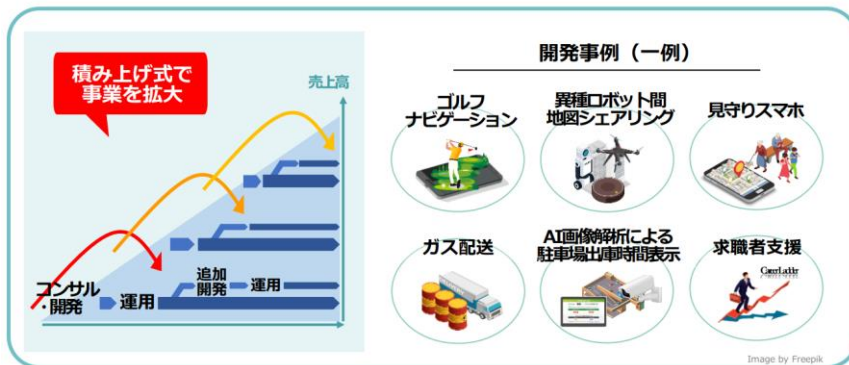 積み上げ式で
事業を拡大
売上高
コンサル
・開発
運用
追加
開発
運用
開発事例（一例）
ゴルフ
ナビゲーション
異種ロボット間
地図シェアリング
見守りスマホ
ガス配送
AI画像解析による
駐車場出庫時間表示
求職者支援
CareerLadder
Image by Freepik